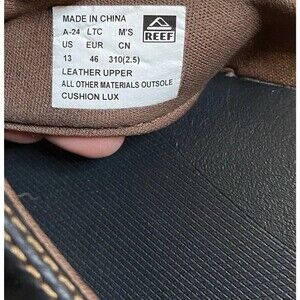 MADE IN CHINA
A-24 LTC M'S
REEF
US EUR CN
13 46 310(2.5)
LEATHER UPPER
ALL OTHER MATERIALS OUTSOLE
CUSHION LUX